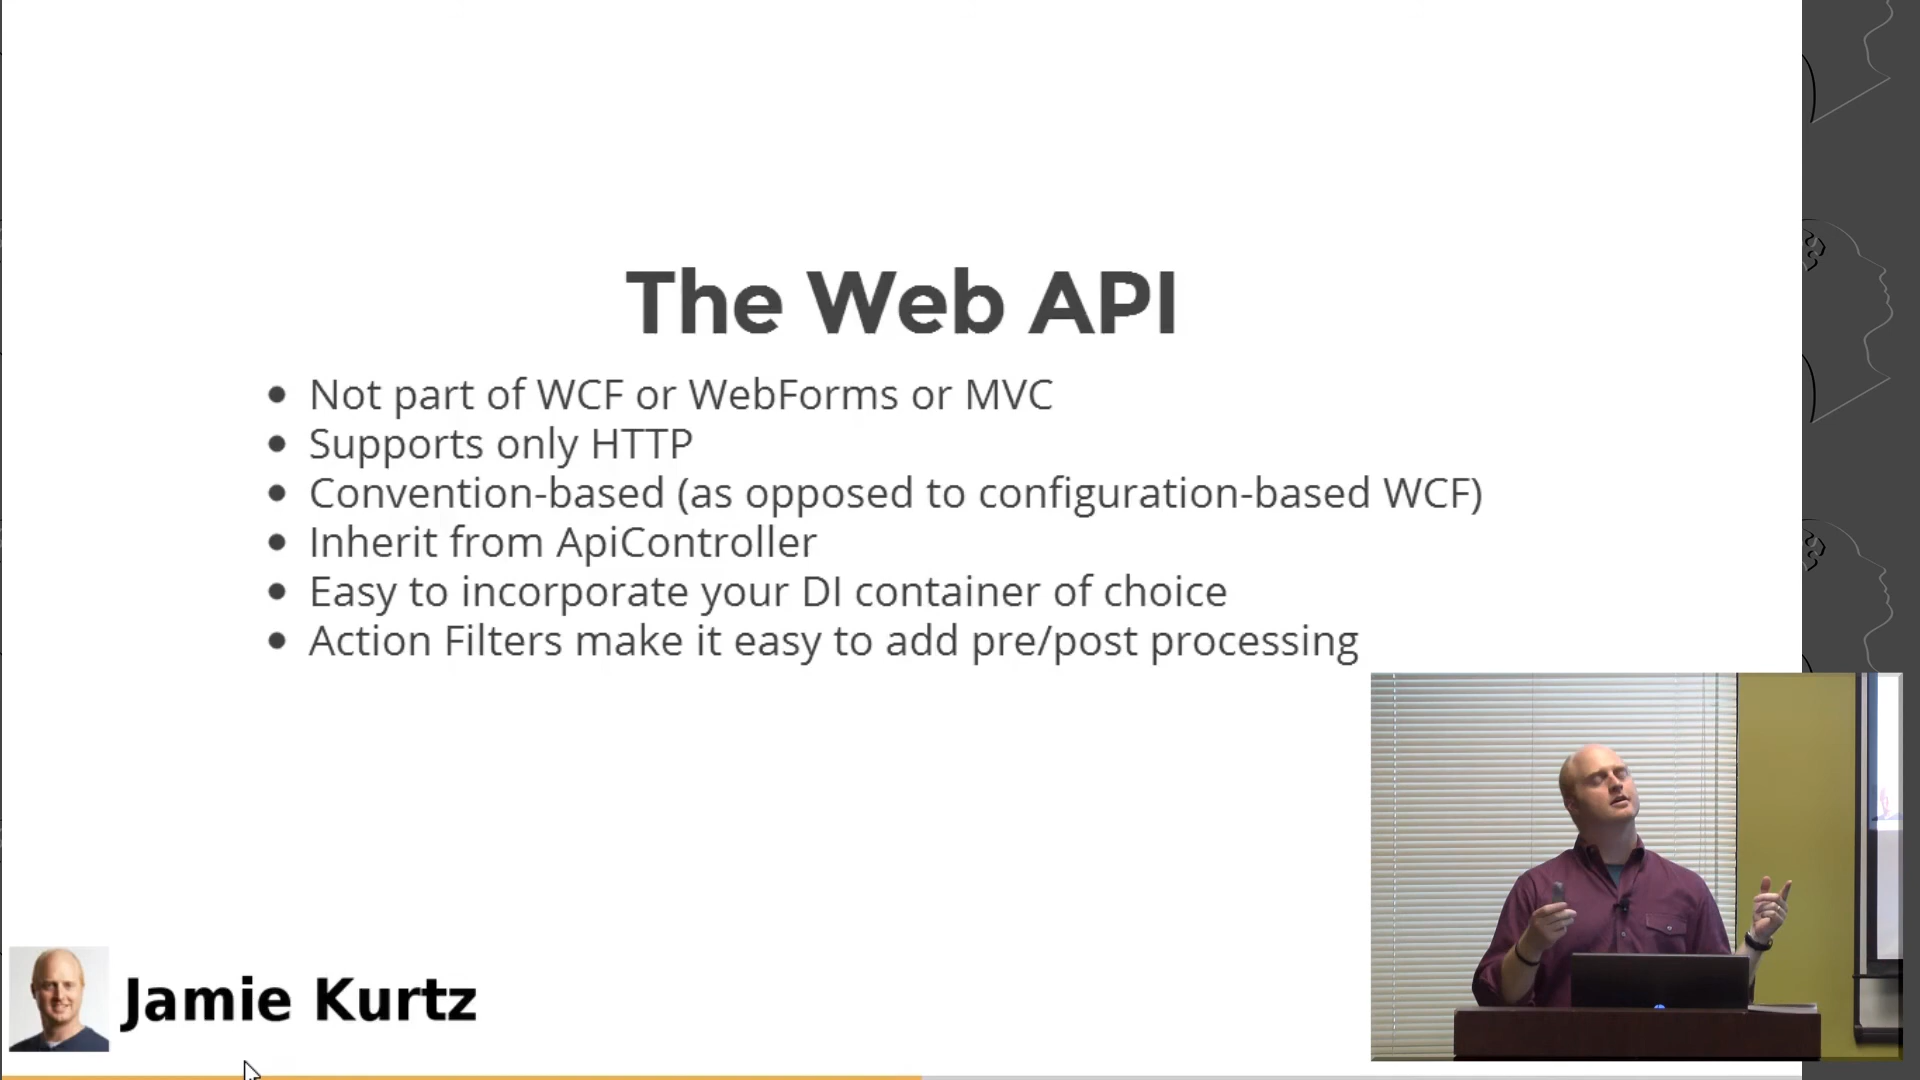 The Web API
Not part of WCF or WebForms or MVC
Supports only HTTP
Convention-based (as opposed to configuration-based WCF)
Inherit from ApiController
Easy to incorporate your DI container of choice
Action Filters make it easy to add pre/post processing
Jamie Kurtz